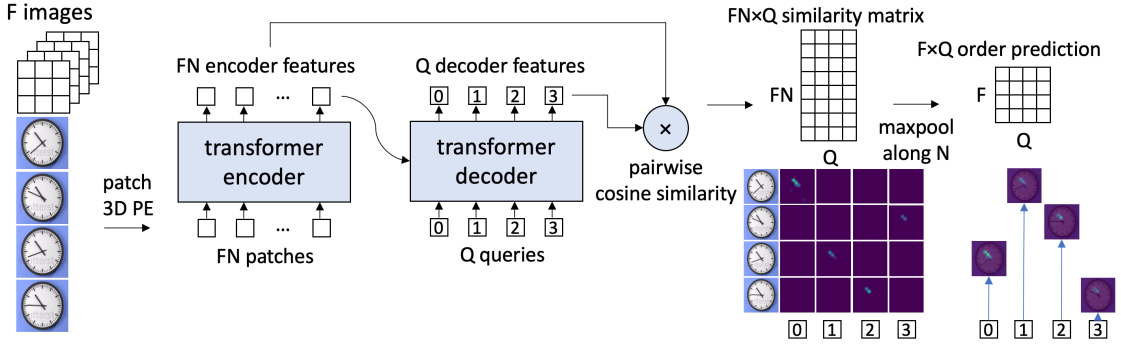 F images
patch
3D PE
FN encoder features
...
transformer
encoder
...
FN patches
Q decoder features
0 1 2 3
transformer
decoder
0 1 2 3
Q queries
×
pairwise
cosine similarity
FN×Q similarity matrix
FN
Q
0 1 2 3
maxpool
along N
F×Q order prediction
F
Q
0 1 2 3